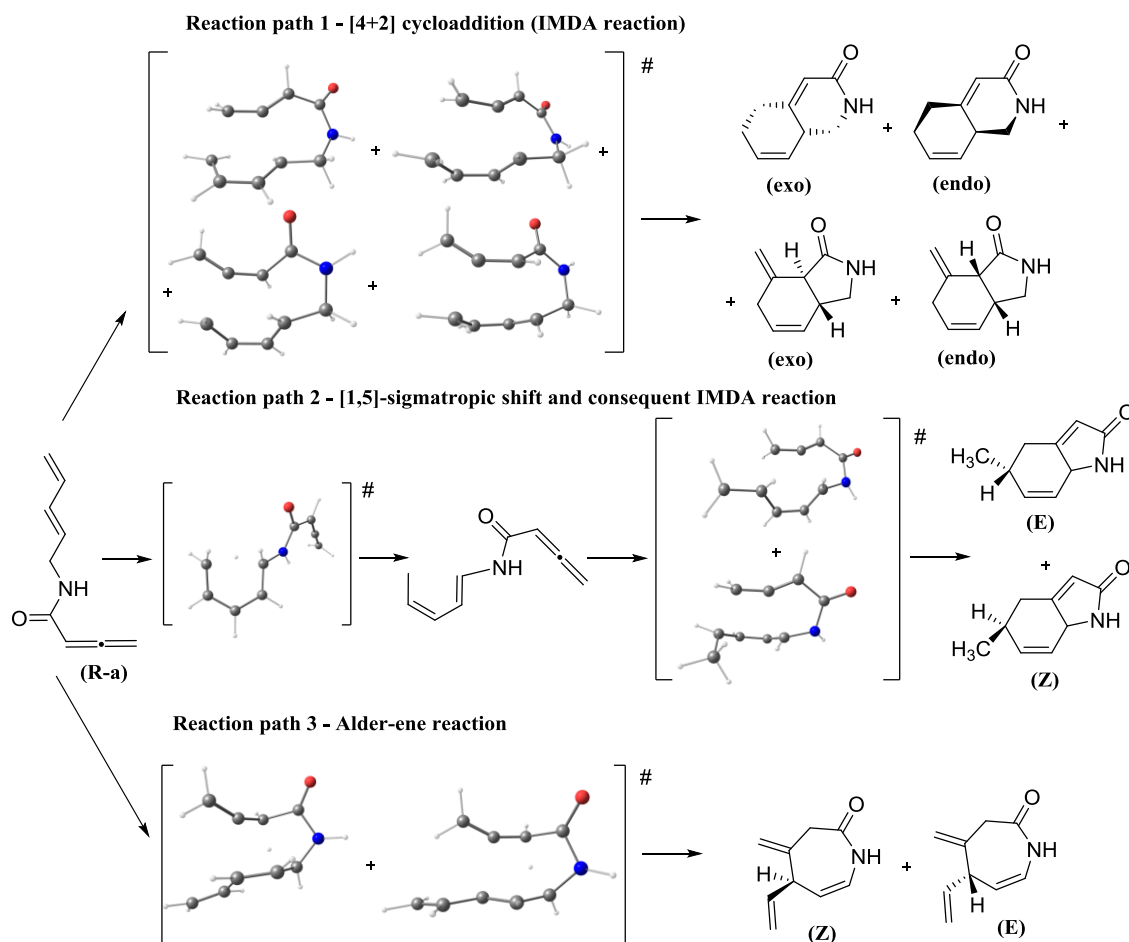 Reaction path 1 - [4+2] cycloaddition (IMDA reaction)
#
O
NH
+
(exo)
O
NH
+
(endo)
+
+
+
+
H
O
NH
H
(exo)
+
+
H
O
NH
H
(endo)
Reaction path 2 - [1,5]-sigmatropic shift and consequent IMDA reaction
NH
O
(R-a)
#
O
NH
+
#
H3C
H
O
NH
(E)
+
H
H3C
O
NH
(Z)
Reaction path 3 - Alder-ene reaction
+
#
O
NH
H
(Z)
+
O
NH
H
(E)